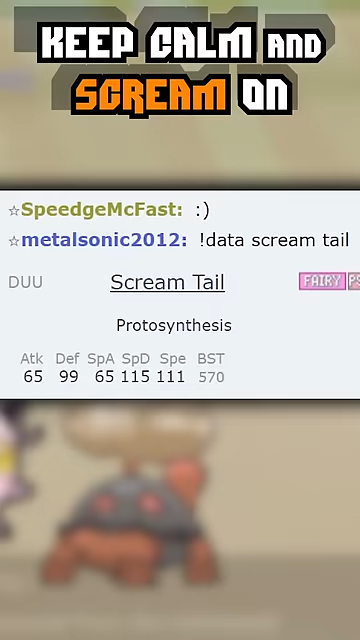 KEEP CALM AND
SCREAM ON
☆SpeedgeMcFast: :)
☆metalsonic2012: !data scream tail
DUU Scream Tail FAIRY
Protosynthesis
Atk Def SpA SpD Spe BST
65 99 65 115 111 570